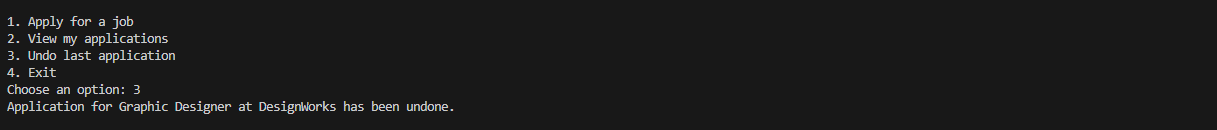 1. Apply for a job
2. View my applications
3. Undo last application
4. Exit
Choose an option: 3
Application for Graphic Designer at DesignWorks has been undone.